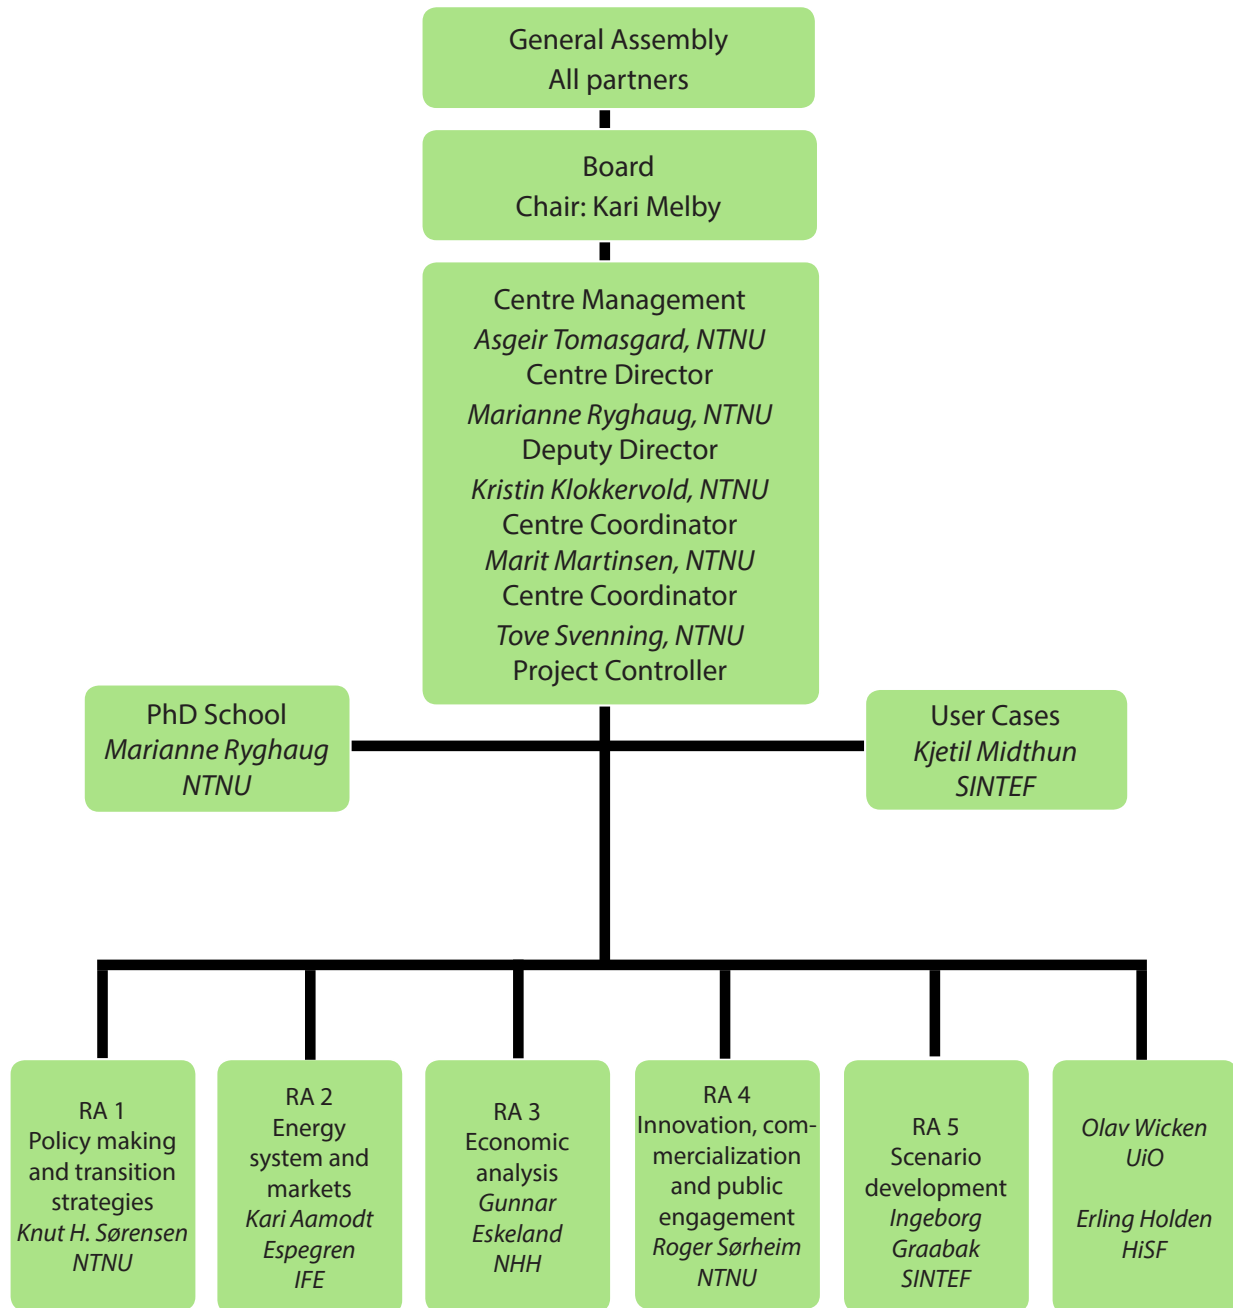 General Assembly
All partners
Board
Chair: Kari Melby
Centre Management
Asgeir Tomasgard, NTNU
Centre Director
Marianne Ryghaug, NTNU
Deputy Director
Kristin Klokkervold, NTNU
Centre Coordinator
Marit Martinsen, NTNU
Centre Coordinator
Tove Svenning, NTNU
Project Controller
PhD School
Marianne Ryghaug
NTNU
User Cases
Kjetil Midthun
SINTEF
RA 1
Policy making
and transition
strategies
Knut H. Sørensen
NTNU
RA 2
Energy
system and
markets
Kari Aamodt
Espegren
IFE
RA 3
Economic
analysis
Gunnar
Eskeland
NHH
RA 4
Innovation, com-
mercialization
and public
engagement
Roger Sørheim
NTNU
RA 5
Scenario
development
Ingeborg
Graabak
SINTEF
Olav Wicken
UiO
Erling Holden
HiSF